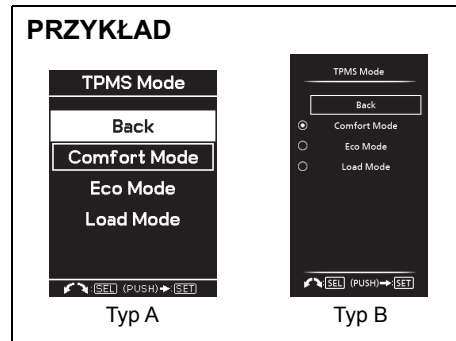 PRZYKŁAD
TPMS Mode
Back
Comfort Mode
Eco Mode
Load Mode
:SEL (PUSH)➔:SET
Typ A
TPMS Mode
Back
Comfort Mode
Eco Mode
Load Mode
:SEL (PUSH)➔:SET
Typ B